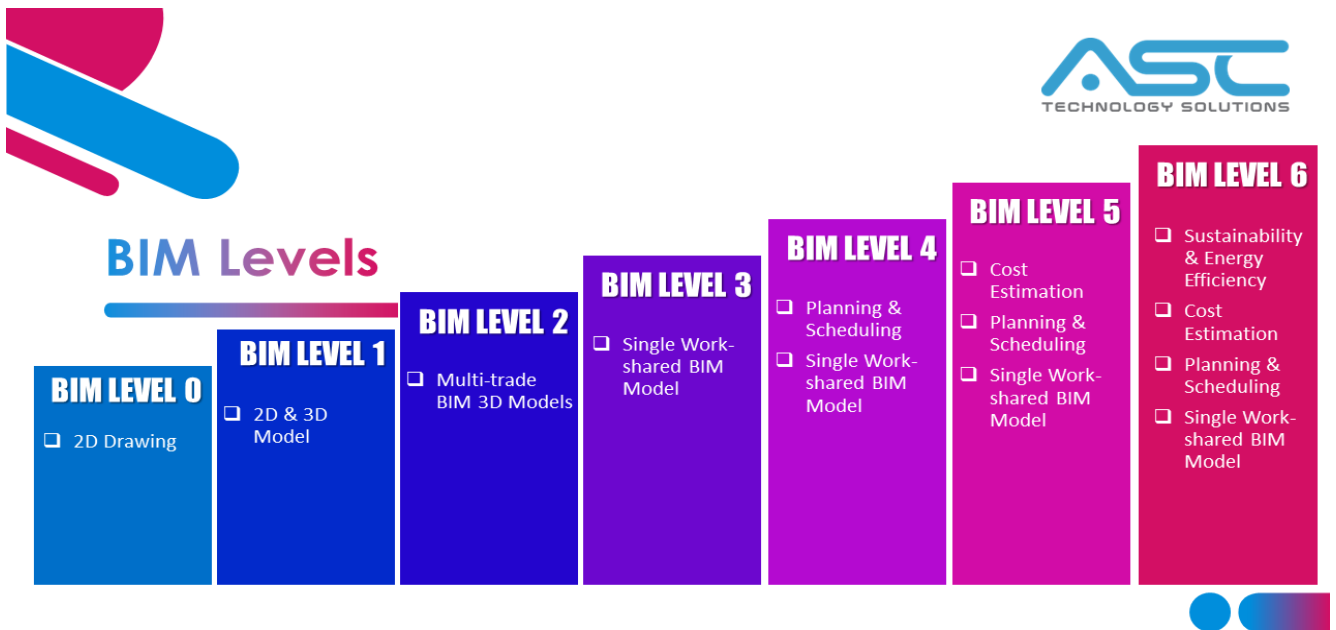 ASC
TECHNOLOGY SOLUTIONS
BIM Levels
BIM LEVEL 0
2D Drawing
BIM LEVEL 1
2D & 3D
Model
BIM LEVEL 2
Multi-trade
BIM 3D Models
BIM LEVEL 3
Single Work-
shared BIM
Model
BIM LEVEL 4
Planning &
Scheduling
Single Work-
shared BIM
Model
BIM LEVEL 5
Cost
Estimation
Planning &
Scheduling
Single Work-
shared BIM
Model
BIM LEVEL 6
Sustainability
& Energy
Efficiency
Cost
Estimation
Planning &
Scheduling
Single Work-
shared BIM
Model